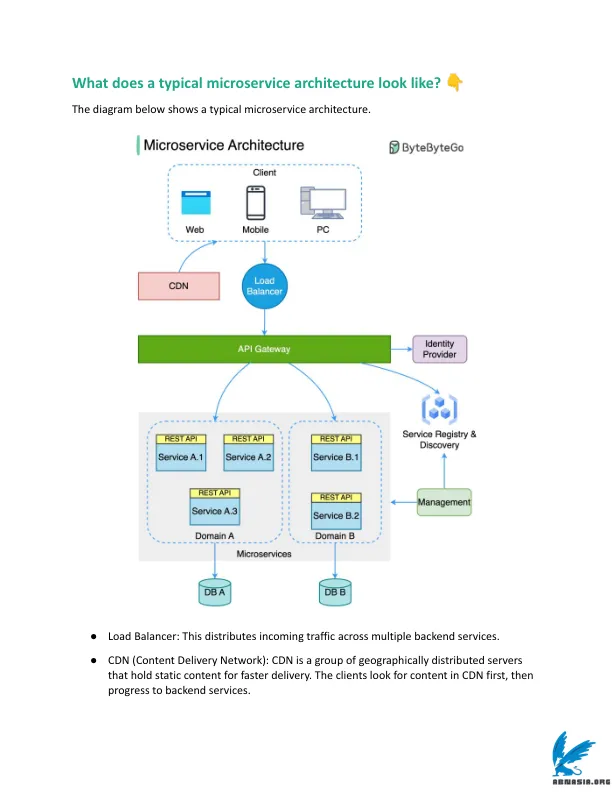 What does a typical microservice architecture look like? 👇
The diagram below shows a typical microservice architecture.
Microservice Architecture
ByteByteGo
Client
Web
Mobile
PC
CDN
Load
Balancer
API Gateway
Identity
Provider
Service Registry &
Discovery
REST API
Service A.1
REST API
Service A.2
REST API
Service B.1
REST API
Service A.3
REST API
Service B.2
Management
Domain A
Domain B
Microservices
DB A
DB B
● Load Balancer: This distributes incoming traffic across multiple backend services.
● CDN (Content Delivery Network): CDN is a group of geographically distributed servers
that hold static content for faster delivery. The clients look for content in CDN first, then
progress to backend services.
ABNASIA.ORG